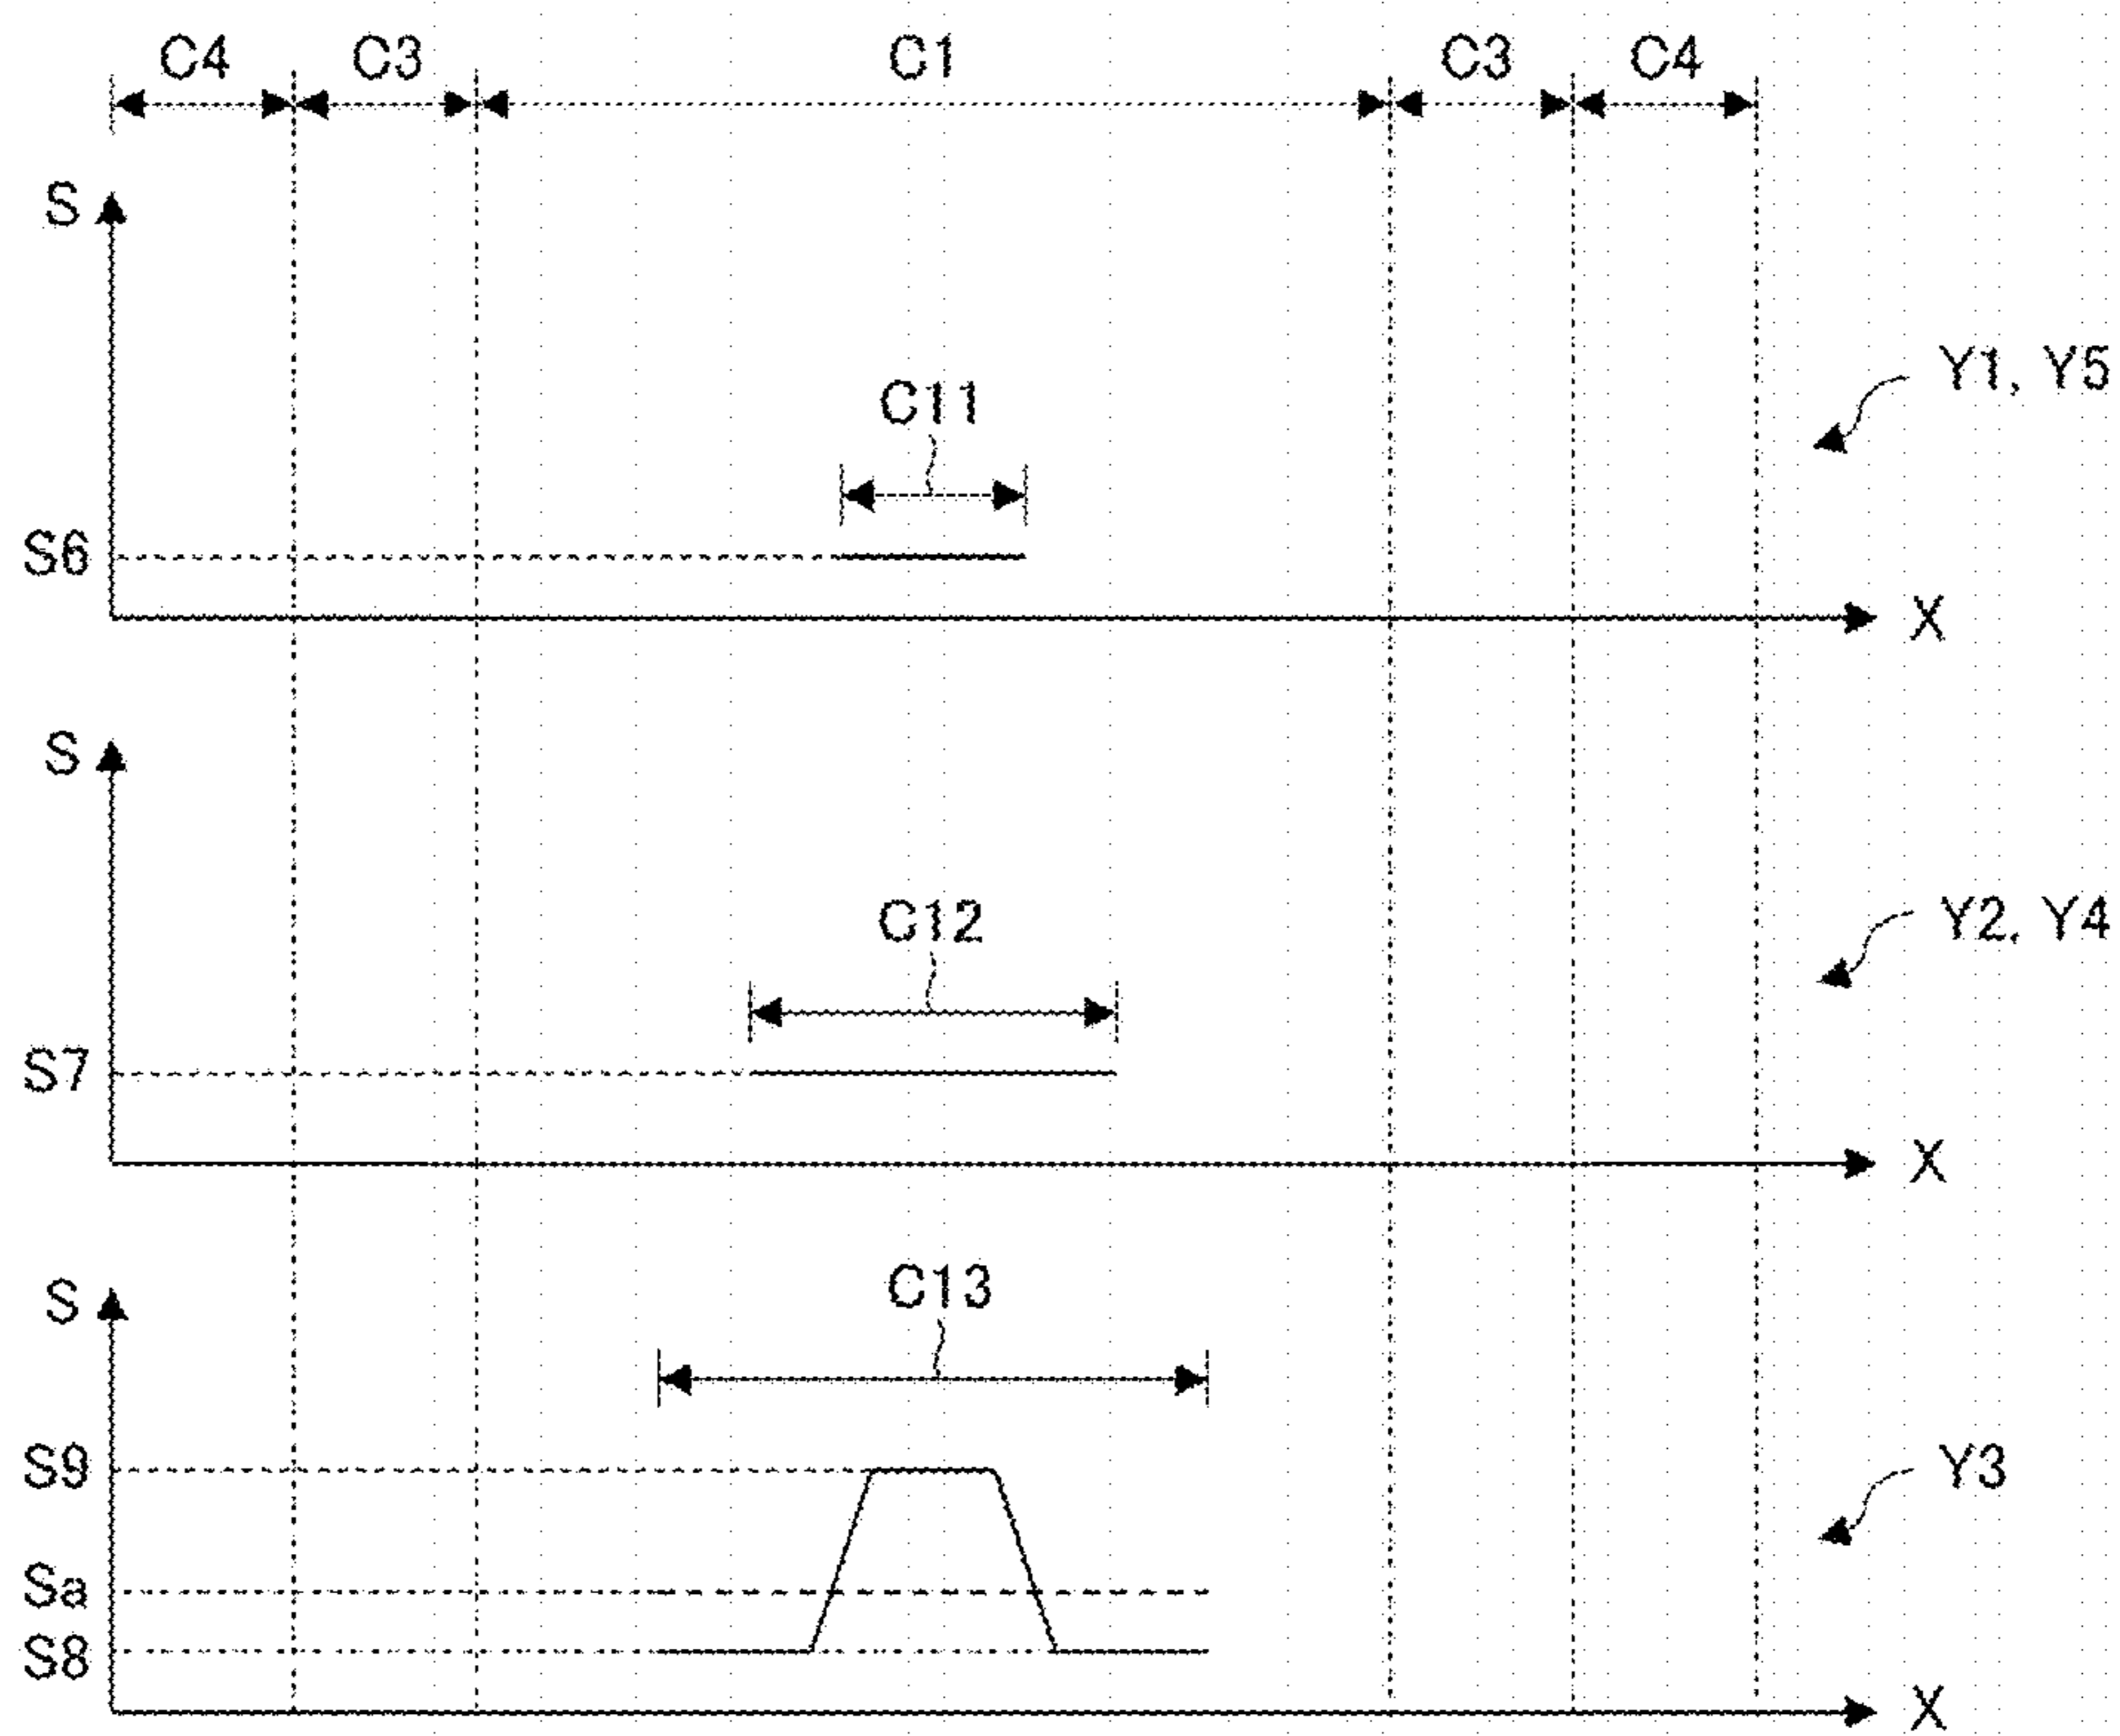 C4 C3 C1 C3 C4
S
Y1, Y5
C11
S6
X
S
C12
Y2, Y4
S7
X
S
C13
S9
Y3
Sa
S8
X